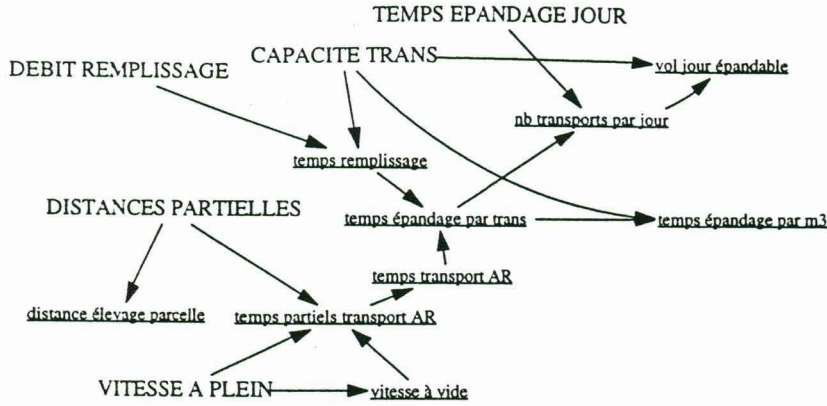 TEMPS EPANDAGE JOUR
CAPACITE TRANS
vol jour épandable
DEBIT REMPLISSAGE
nb transports par jour
temps remplissage
DISTANCES PARTIELLES
temps épandage par trans
temps épandage par m3
temps transport AR
distance élevage parcelle
temps partiels transport AR
VITESSE A PLEIN
vitesse à vide